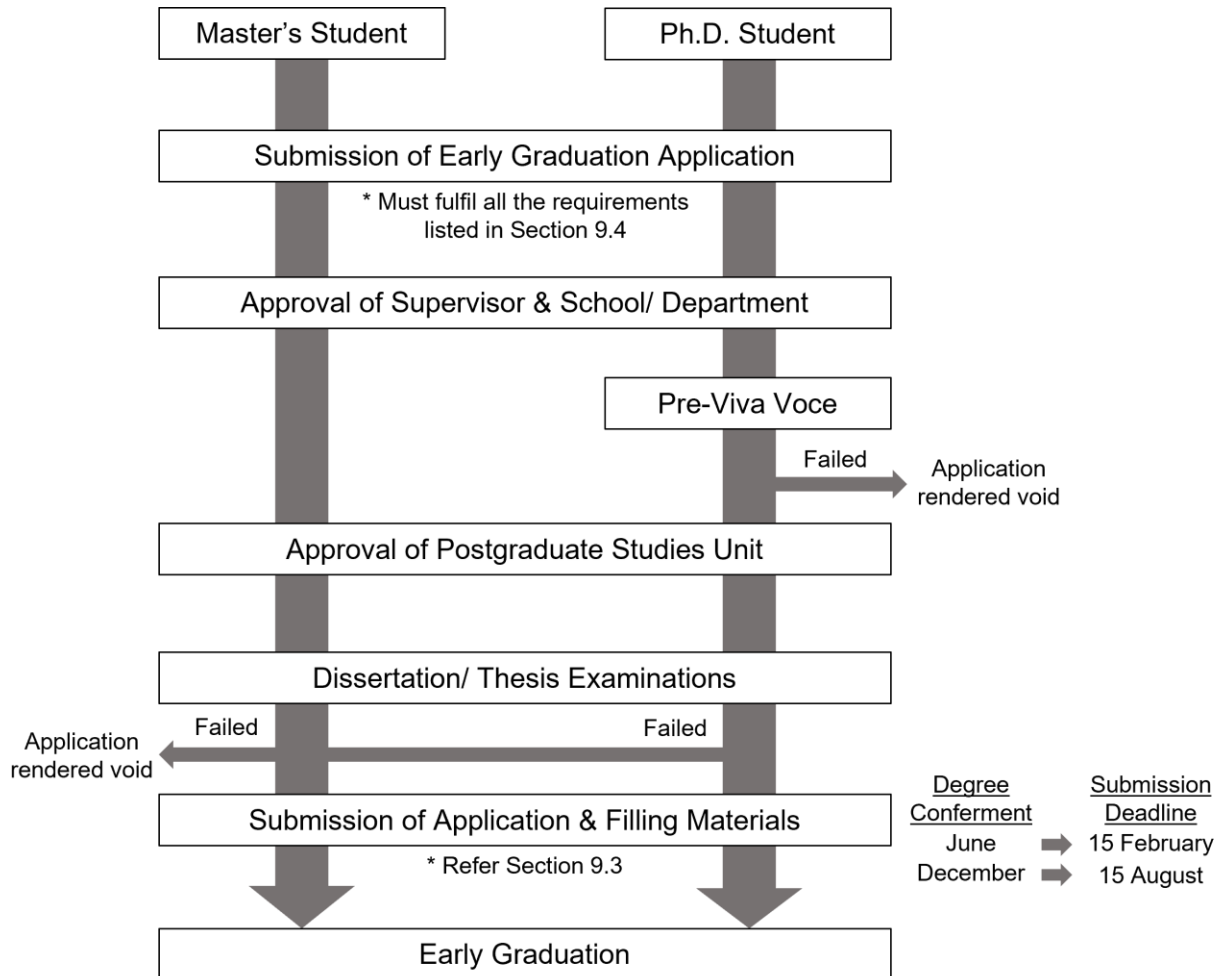 Master’s Student
Ph.D. Student
Submission of Early Graduation Application
* Must fulfil all the requirements
listed in Section 9.4
Approval of Supervisor & School/ Department
Pre-Viva Voce
Failed
Application
rendered void
Approval of Postgraduate Studies Unit
Dissertation/ Thesis Examinations
Failed
Failed
Application
rendered void
Submission of Application & Filling Materials
* Refer Section 9.3
Degree
Conferment
Submission
Deadline
June
15 February
December
15 August
Early Graduation